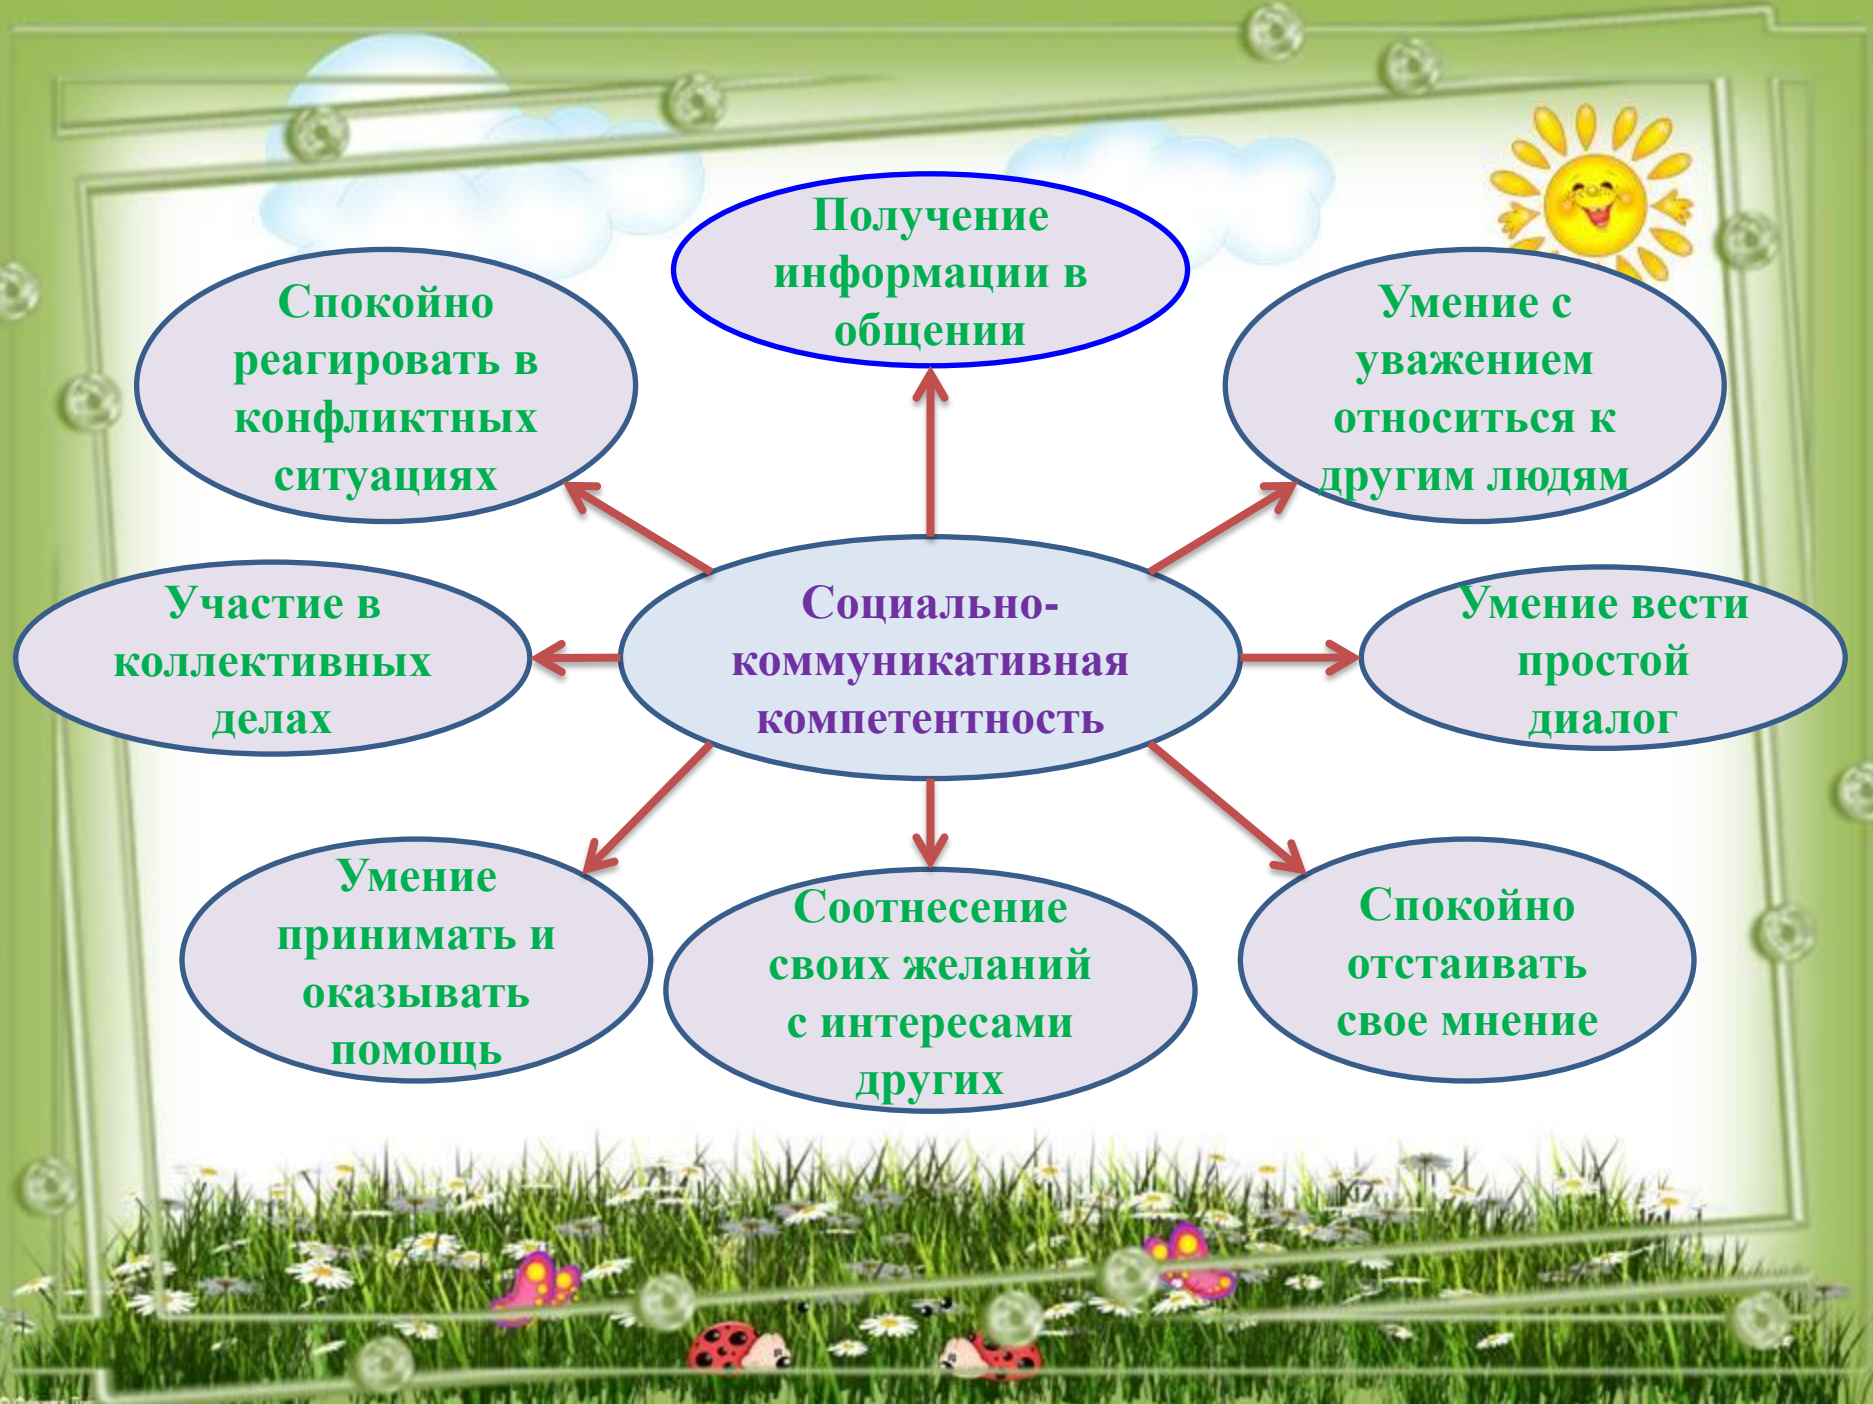 Получение
информации в
общении
Спокойно
реагировать в
конфликтных
ситуациях
Умение с
уважением
относиться к
другим людям
Участие в
коллективных
делах
Социально-
коммуникативная
компетентность
Умение вести
простой
диалог
Умение
принимать и
оказывать
помощь
Соотнесение
своих желаний
с интересами
других
Спокойно
отстаивать
свое мнение